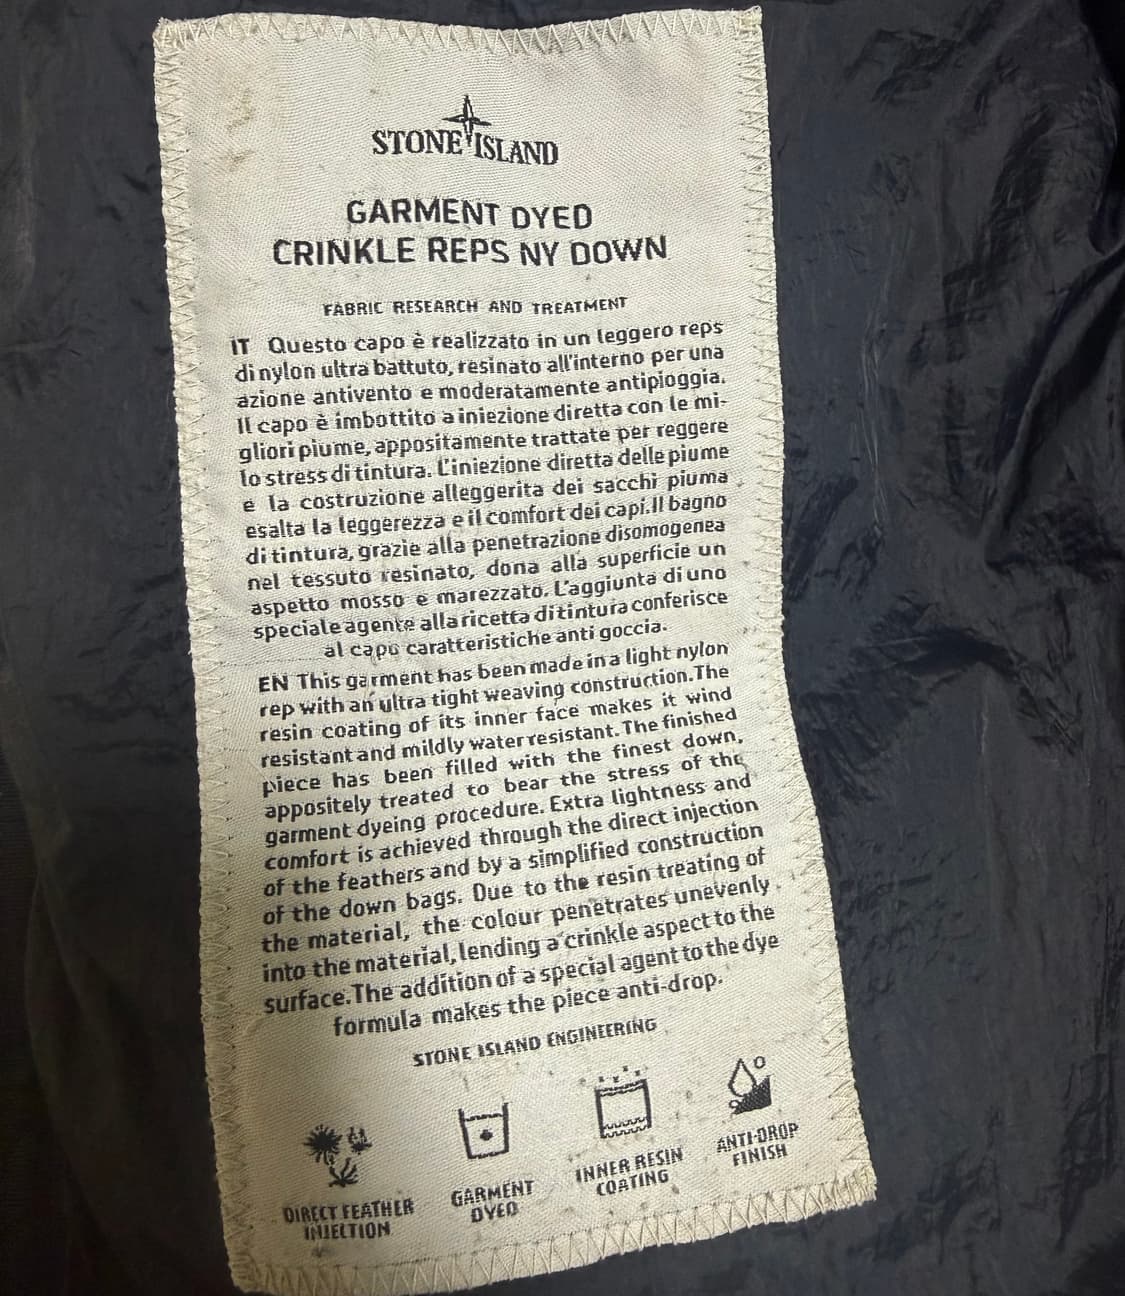 STONE ISLAND
GARMENT DYED
CRINKLE REPS NY DOWN
FABRIC RESEARCH AND TREATMENT
IT Questo capo è realizzato in un leggero reps
di nylon ultra battuto, resinato all'interno per una
azione antivento e moderatamente antipioggia.
Il capo è imbottito a iniezione diretta con le mi-
gliori piume, appositamente trattate per reggere
lo stress di tintura. L'iniezione diretta delle piume
e la costruzione alleggerita dei sacchi piuma
esalta la leggerezza e il comfort dei capi. Il bagno
di tintura, grazie alla penetrazione disomogenea
nel tessuto resinato, dona alla superficie un
aspetto mosso e marezzato. L'aggiunta di uno
speciale agente alla ricetta di tintura conferisce
al capo caratteristiche anti goccia.
EN This garment has been made in a light nylon
rep with an ultra tight weaving construction. The
resin coating of its inner face makes it wind
resistant and mildly water resistant. The finished
piece has been filled with the finest down,
appositely treated to bear the stress of the
garment dyeing procedure. Extra lightness and
comfort is achieved through the direct injection
of the feathers and by a simplified construction
of the down bags. Due to the resin treating of
the material, the colour penetrates unevenly
into the material, lending a crinkle aspect to the
surface. The addition of a special agent to the dye
formula makes the piece anti-drop.
STONE ISLAND ENGINEERING
DIRECT FEATHER
INJECTION
GARMENT
DYED
INNER RESIN
COATING
ANTI-DROP
FINISH